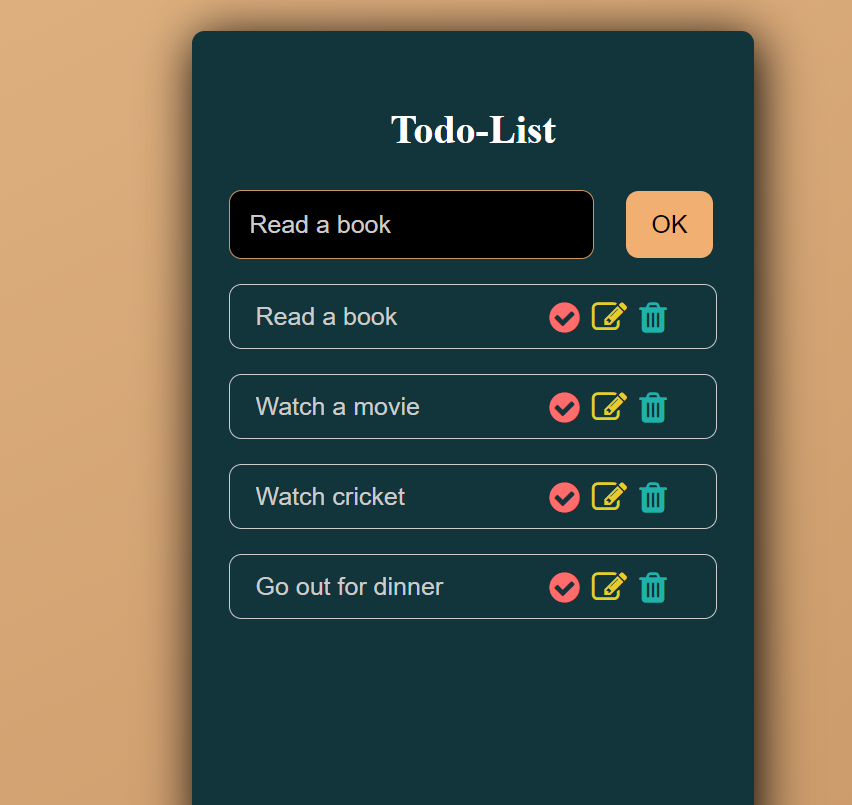 Todo-List
Read a book
OK
Read a book
Watch a movie
Watch cricket
Go out for dinner